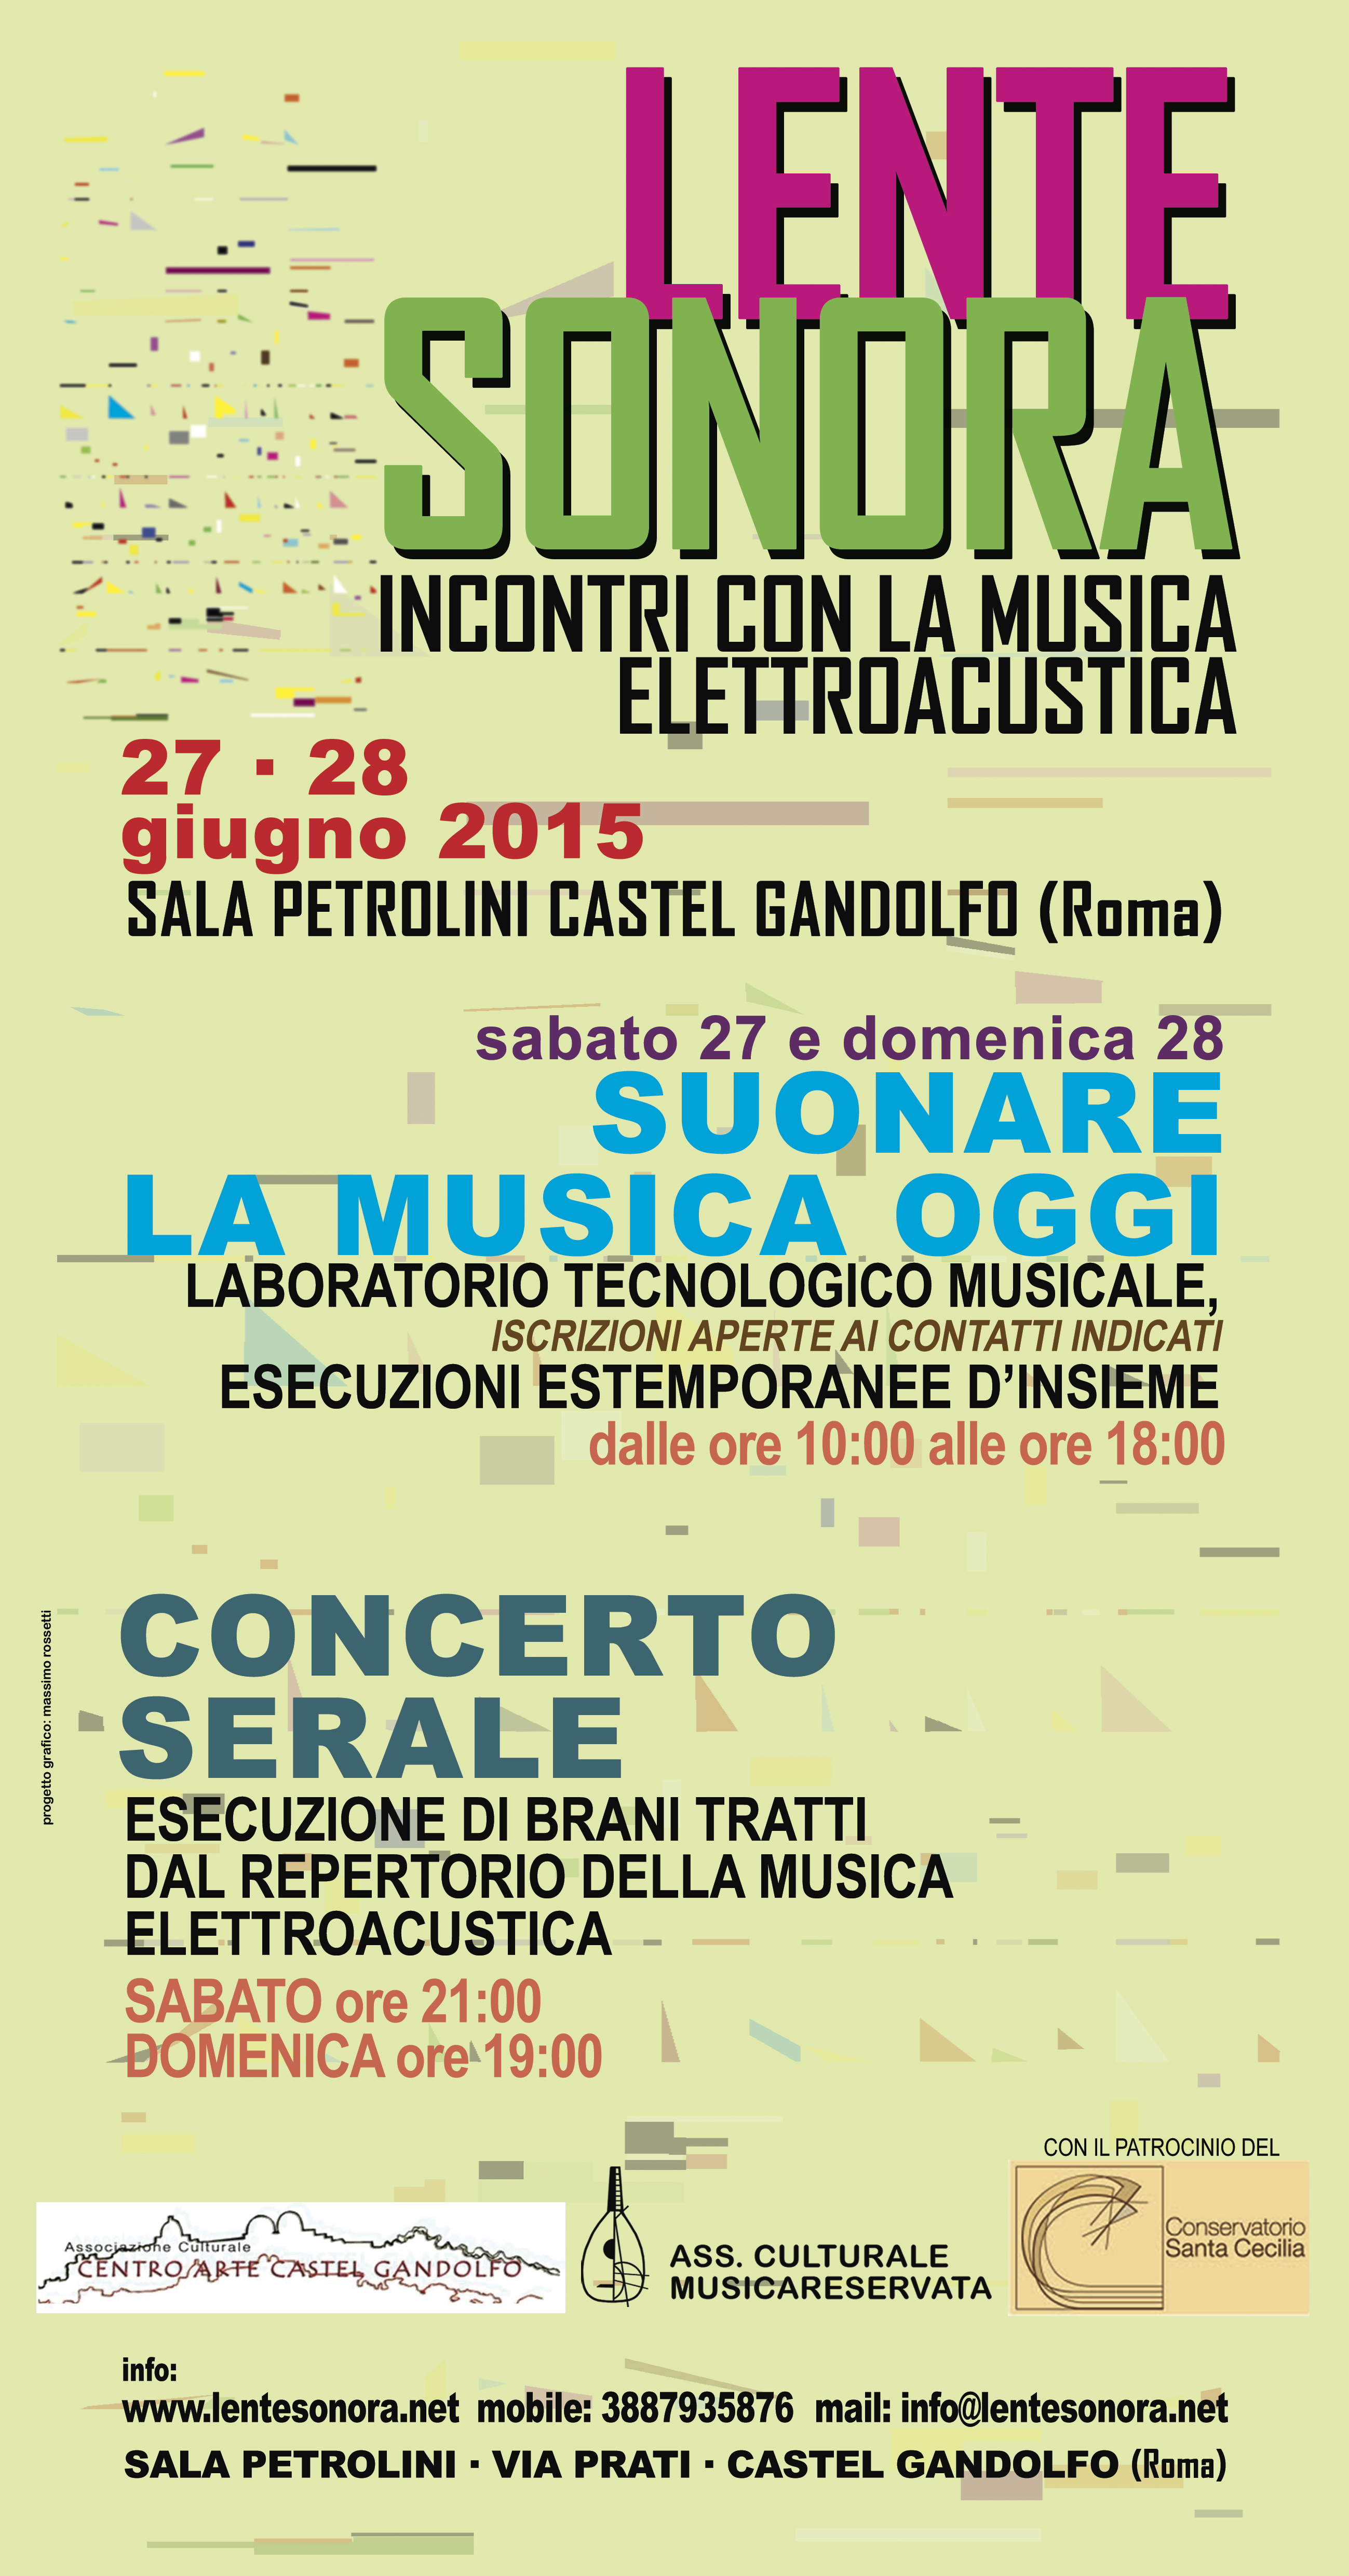 LENTE
SONORA
INCONTRI CON LA MUSICA
ELETTROACUSTICA
27 · 28
giugno 2015
SALA PETROLINI CASTEL GANDOLFO (Roma)
sabato 27 e domenica 28
SUONARE
LA MUSICA OGGI
LABORATORIO TECNOLOGICO MUSICALE,
ISCRIZIONI APERTE AI CONTATTI INDICATI
ESECUZIONI ESTEMPORANEE D'INSIEME
dalle ore 10:00 alle ore 18:00
CONCERTO
SERALE
ESECUZIONE DI BRANI TRATTI
DAL REPERTORIO DELLA MUSICA
ELETTROACUSTICA
SABATO ore 21:00
DOMENICA ore 19:00
progetto grafico: massimo rossetti
CON IL PATROCINIO DEL
Associazione Culturale
CENTRO ARTE CASTEL GANDOLFO
ASS. CULTURALE
MUSICARESERVATA
Conservatorio
Santa Cecilia
info:
www.lentesonora.net mobile: 3887935876 mail: info@lentesonora.net
SALA PETROLINI · VIA PRATI · CASTEL GANDOLFO (Roma)